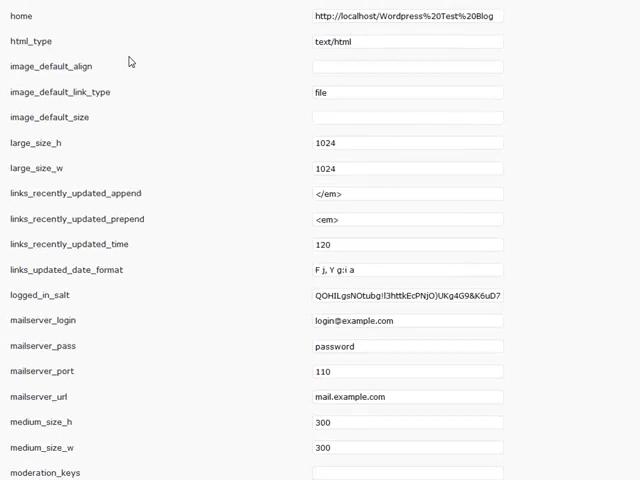 home http://localhost/Wordpress%20Test%20Blog
html_type text/html
image_default_align
image_default_link_type file
image_default_size
large_size_h 1024
large_size_w 1024
links_recently_updated_append </em>
links_recently_updated_prepend <em>
links_recently_updated_time 120
links_updated_date_format F j, Y g:i a
logged_in_salt
mailserver_login login@example.com
mailserver_pass password
mailserver_port 110
mailserver_url mail.example.com
medium_size_h 300
medium_size_w 300
moderation_keys